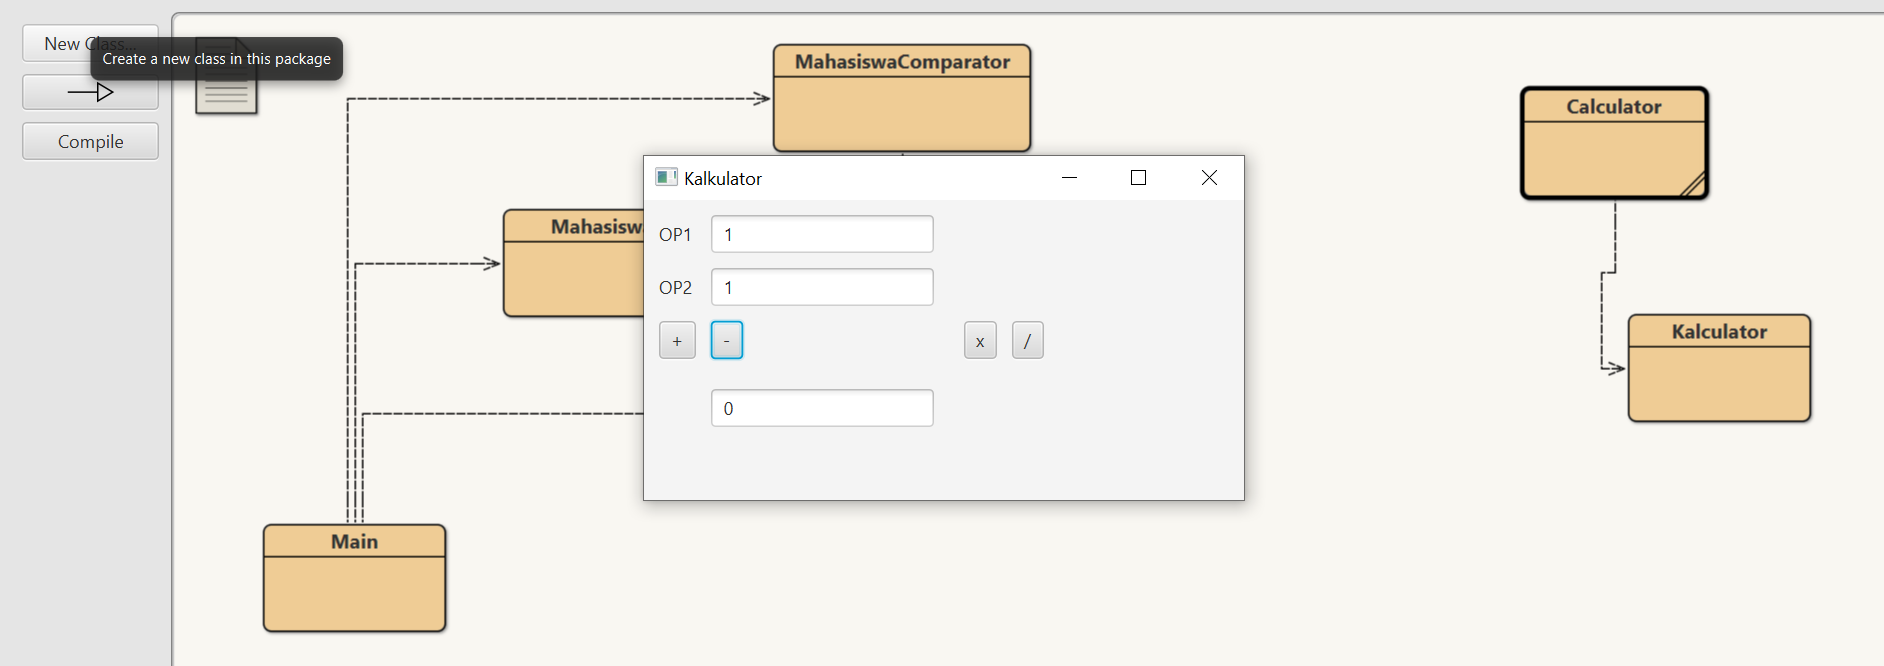 New Class...
Create a new class in this package
Compile
MahasiswaComparator
Calculator
Mahasisw
Kalkulator
OP1
1
OP2
1
+
-
x
/
0
Kalculator
Main